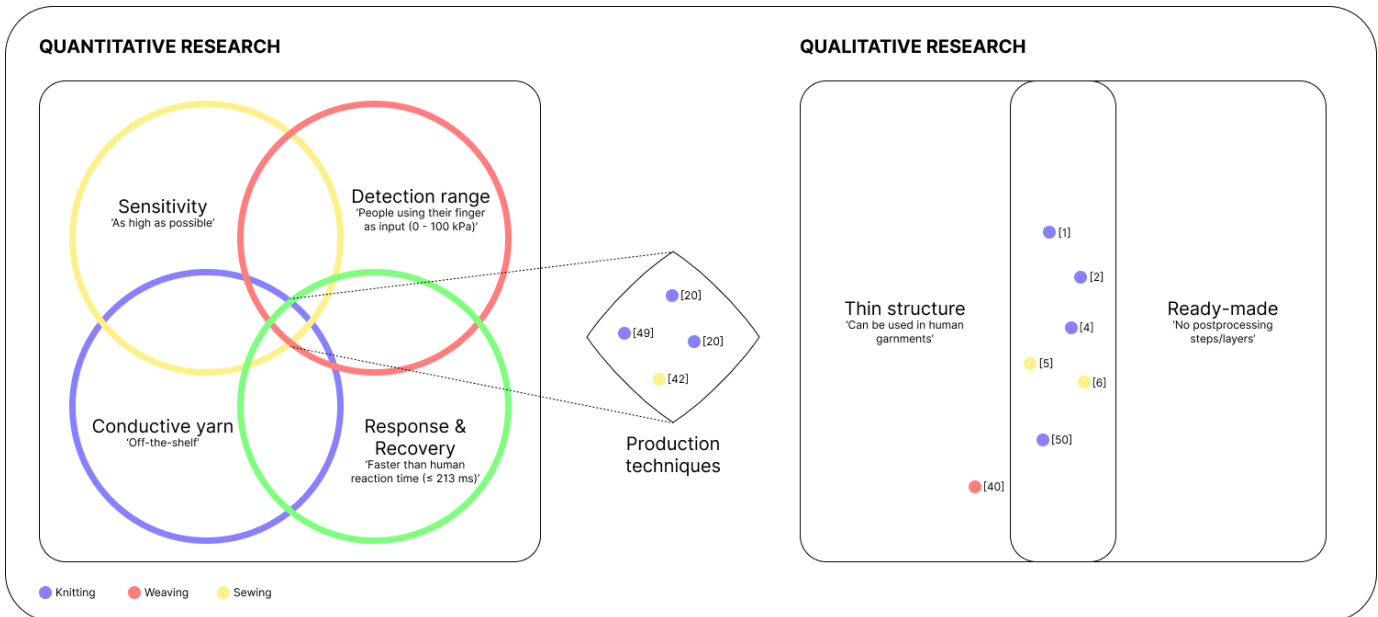 QUANTITATIVE RESEARCH
Sensitivity
‘As high as possible’
Detection range
‘People using their finger
as input (0 - 100 kPa)’
Conductive yarn
‘Off-the-shelf’
Response &
Recovery
‘Faster than human
reaction time (≤ 213 ms)’
[20]
[49]
[20]
[42]
Production
techniques
Knitting
Weaving
Sewing
QUALITATIVE RESEARCH
Thin structure
‘Can be used in human
garnments’
[1]
[2]
[4]
[5]
[6]
[50]
[40]
Ready-made
‘No postprocessing
steps/layers’